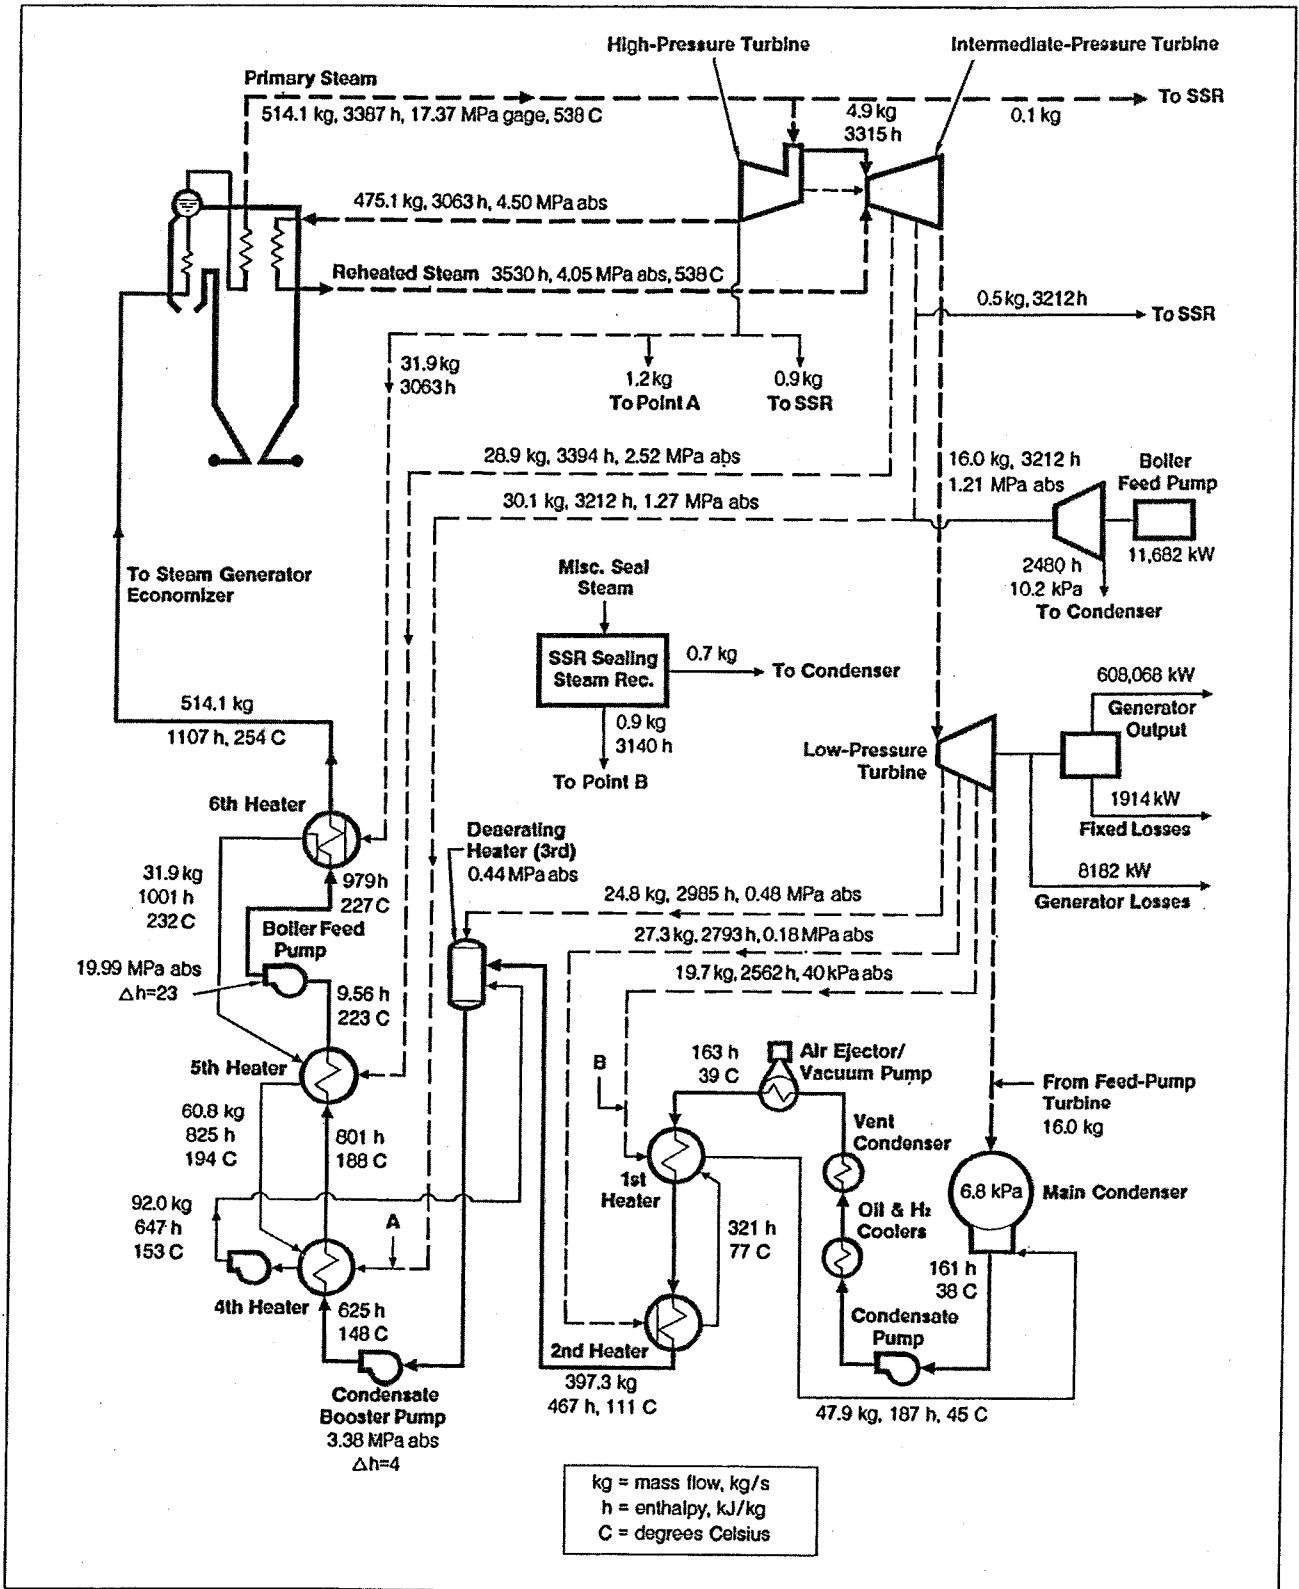 High-Pressure Turbine
Intermediate-Pressure Turbine
Primary Steam
514.1 kg, 3387 h, 17.37 MPa gage, 538 C
4.9 kg
3315 h
0.1 kg
To SSR
475.1 kg, 3063 h, 4.50 MPa abs
Reheated Steam 3530 h, 4.05 MPa abs, 538 C
0.5 kg, 3212 h
To SSR
31.9 kg
3063 h
1.2 kg
To Point A
0.9 kg
To SSR
28.9 kg, 3394 h, 2.52 MPa abs
16.0 kg, 3212 h
1.21 MPa abs
Boiler
Feed Pump
30.1 kg, 3212 h, 1.27 MPa abs
11,682 kW
2480 h
10.2 kPa
To Condenser
To Steam Generator
Economizer
Misc. Seal
Steam
SSR Sealing
Steam Rec.
0.7 kg
To Condenser
0.9 kg
3140 h
To Point B
608,068 kW
Generator
Output
514.1 kg
1107 h, 254 C
Low-Pressure
Turbine
1914 kW
Fixed Losses
8182 kW
Generator Losses
6th Heater
Deaerating
Heater (3rd)
0.44 MPa abs
31.9 kg
1001 h
232 C
979 h
227 C
24.8 kg, 2985 h, 0.48 MPa abs
Boiler Feed
Pump
27.3 kg, 2793 h, 0.18 MPa abs
19.99 MPa abs
Δh=23
19.7 kg, 2562 h, 40 kPa abs
9.56 h
223 C
5th Heater
B
163 h
39 C
Air Ejector/
Vacuum Pump
From Feed-Pump
Turbine
16.0 kg
60.8 kg
825 h
194 C
801 h
188 C
Vent
Condenser
1st
Heater
6.8 kPa
Main Condenser
92.0 kg
647 h
153 C
A
321 h
77 C
Oil & H₂
Coolers
161 h
38 C
4th Heater
625 h
148 C
2nd Heater
Condensate
Pump
397.3 kg
467 h, 111 C
Condensate
Booster Pump
3.38 MPa abs
Δh=4
47.9 kg, 187 h, 45 C
kg = mass flow, kg/s
h = enthalpy, kJ/kg
C = degrees Celsius